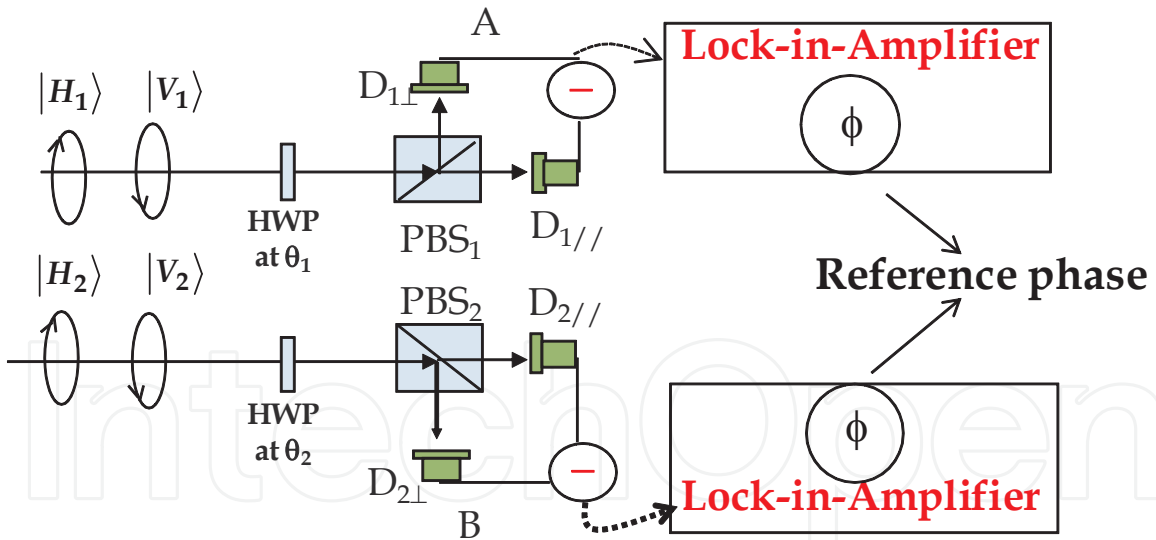 A
Lock-in-Amplifier
D1⊥
−
|H1⟩ |V1⟩
ϕ
HWP
at θ1
PBS1
D1//
Reference phase
|H2⟩ |V2⟩
PBS2
D2//
HWP
at θ2
ϕ
D2⊥
−
Lock-in-Amplifier
B
IntechOpen